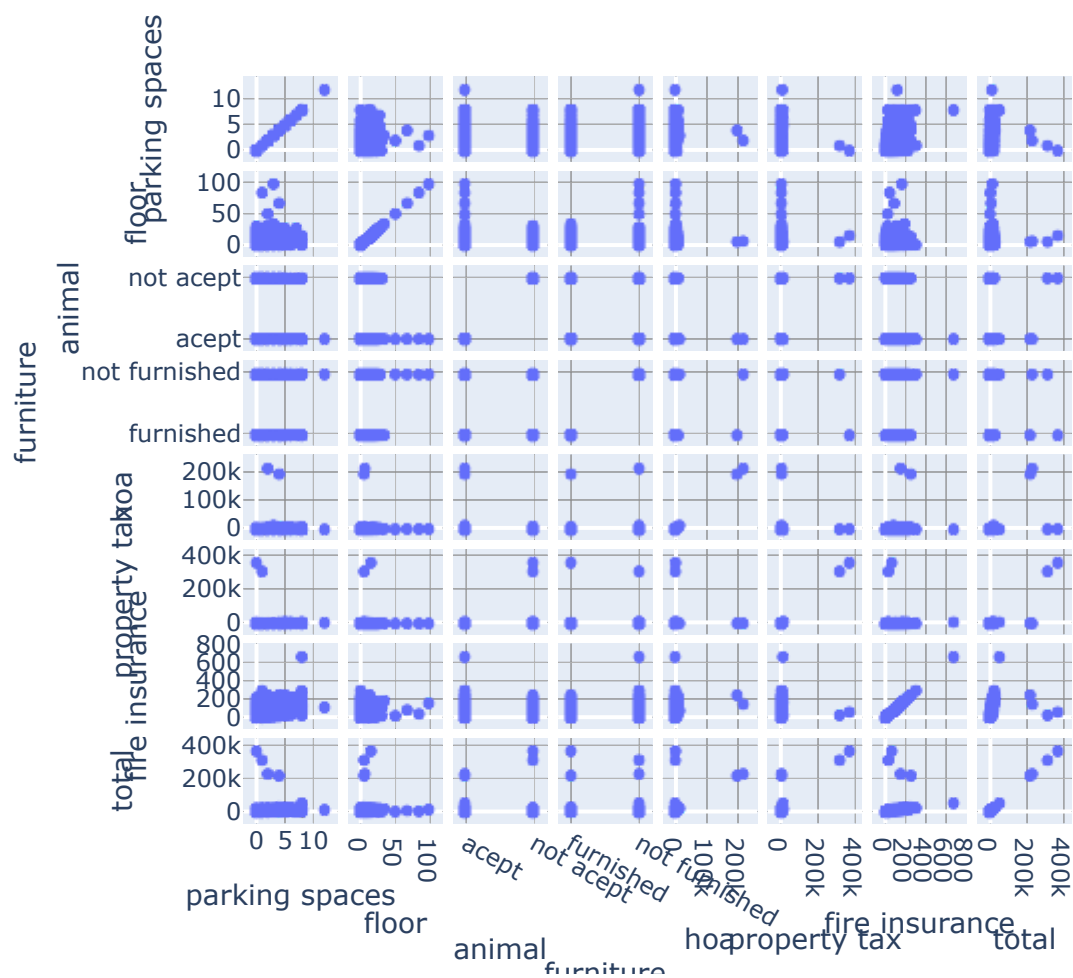 parking spaces
10
5
0
floor
100
50
0
animal
not acept
acept
furniture
not furnished
furnished
hoa
200k
100k
0
property tax
400k
200k
0
fire insurance
800
600
400
200
0
total
400k
200k
0
0 5 10
0 50 100
acept not acept
furnished not furnished
0 100k 200k
0 200k 400k
0 200 400 600 800
0 200k 400k
parking spaces
floor
animal
furniture
hoa
property tax
fire insurance
total